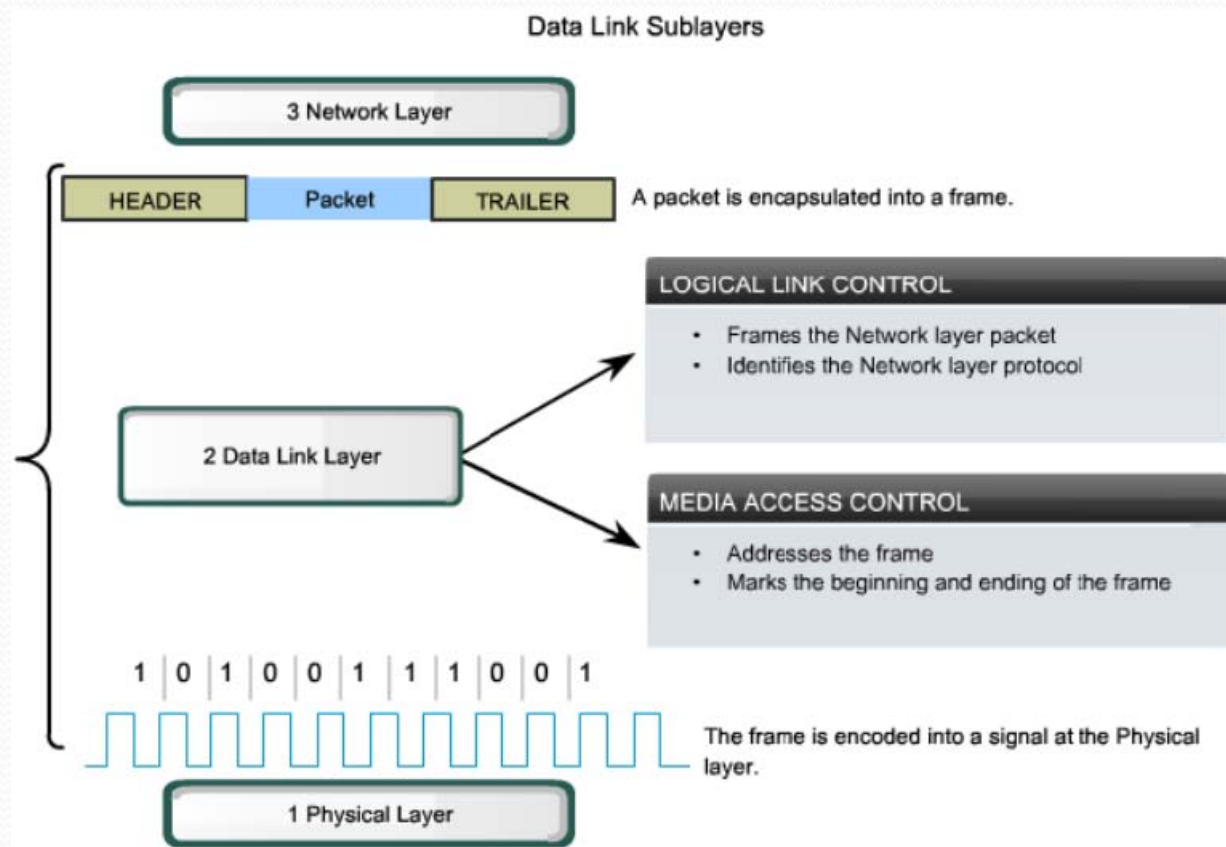 Data Link Sublayers
3 Network Layer
HEADER Packet TRAILER
A packet is encapsulated into a frame.
LOGICAL LINK CONTROL
• Frames the Network layer packet
• Identifies the Network layer protocol
2 Data Link Layer
MEDIA ACCESS CONTROL
• Addresses the frame
• Marks the beginning and ending of the frame
1 0 1 0 0 1 1 1 0 0 1
The frame is encoded into a signal at the Physical
layer.
1 Physical Layer